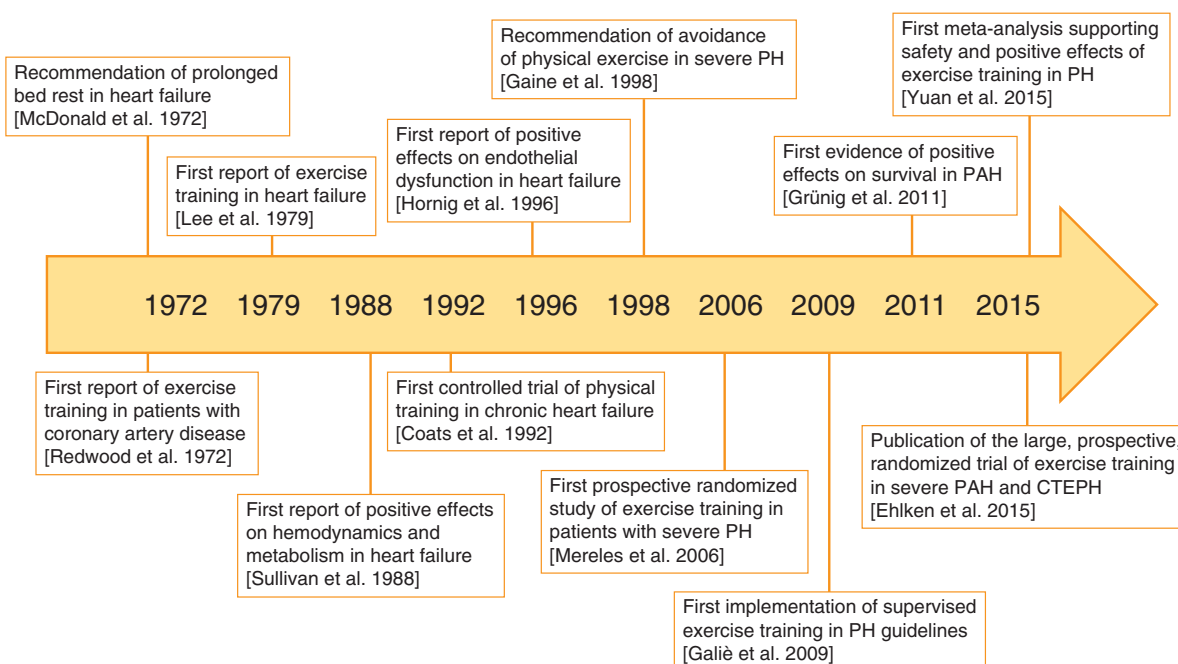 Recommendation of prolonged
bed rest in heart failure
[McDonald et al. 1972]
First report of exercise
training in heart failure
[Lee et al. 1979]
First report of positive
effects on endothelial
dysfunction in heart failure
[Hornig et al. 1996]
Recommendation of avoidance
of physical exercise in severe PH
[Gaine et al. 1998]
First evidence of positive
effects on survival in PAH
[Grünig et al. 2011]
First meta-analysis supporting
safety and positive effects of
exercise training in PH
[Yuan et al. 2015]
1972 1979 1988 1992 1996 1998 2006 2009 2011 2015
First report of exercise
training in patients with
coronary artery disease
[Redwood et al. 1972]
First report of positive effects
on hemodynamics and
metabolism in heart failure
[Sullivan et al. 1988]
First controlled trial of physical
training in chronic heart failure
[Coats et al. 1992]
First prospective randomized
study of exercise training in
patients with severe PH
[Mereles et al. 2006]
First implementation of supervised
exercise training in PH guidelines
[Galiè et al. 2009]
Publication of the large, prospective,
randomized trial of exercise training
in severe PAH and CTEPH
[Ehlken et al. 2015]